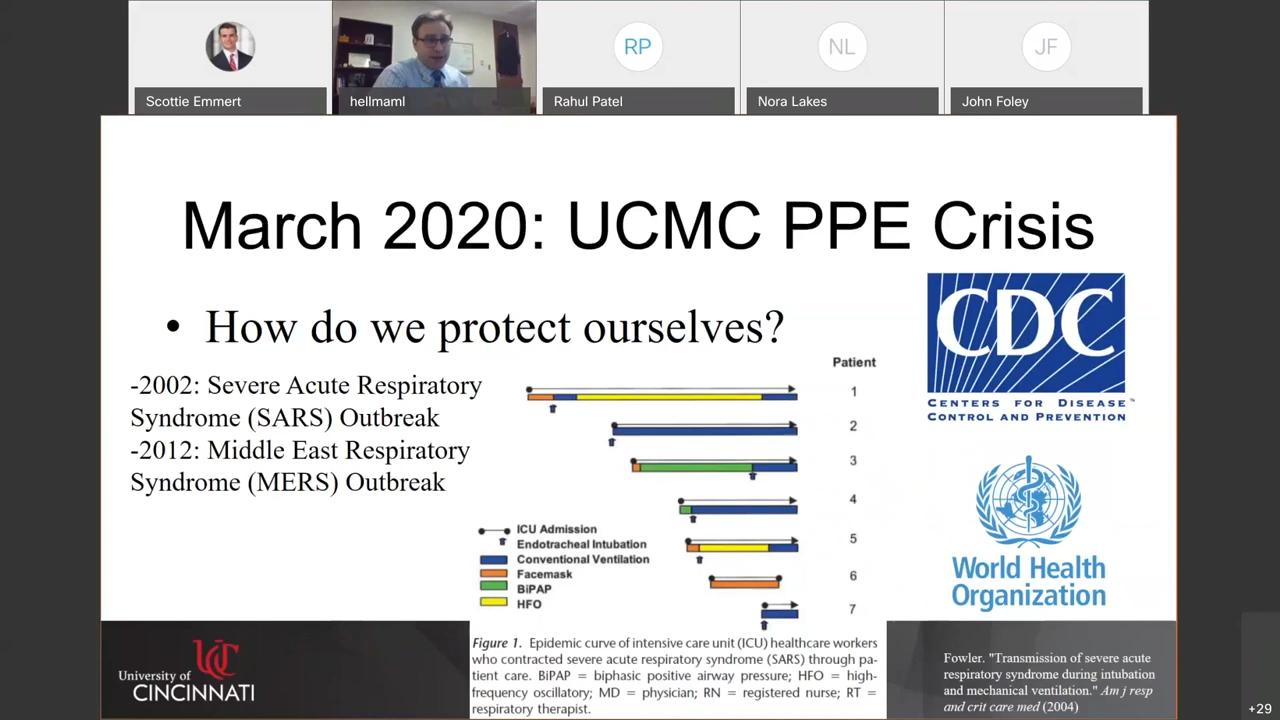 RP
NL
JF
Scottie Emmert
hellmaml
Rahul Patel
Nora Lakes
John Foley
March 2020: UCMC PPE Crisis
• How do we protect ourselves?
-2002: Severe Acute Respiratory
Syndrome (SARS) Outbreak
-2012: Middle East Respiratory
Syndrome (MERS) Outbreak
Patient
1
2
3
4
5
6
7
ICU Admission
Endotracheal Intubation
Conventional Ventilation
Facemask
BiPAP
HFO
CDC
CENTERS FOR DISEASE™
CONTROL AND PREVENTION
World Health
Organization
UC
University of
CINCINNATI
Figure 1. Epidemic curve of intensive care unit (ICU) healthcare workers
who contracted severe acute respiratory syndrome (SARS) through pa-
tient care. BiPAP = biphasic positive airway pressure; HFO = high-
frequency oscillatory; MD = physician; RN = registered nurse; RT =
respiratory therapist.
Fowler. "Transmission of severe acute
respiratory syndrome during intubation
and mechanical ventilation." Am j resp
and crit care med (2004)
+29